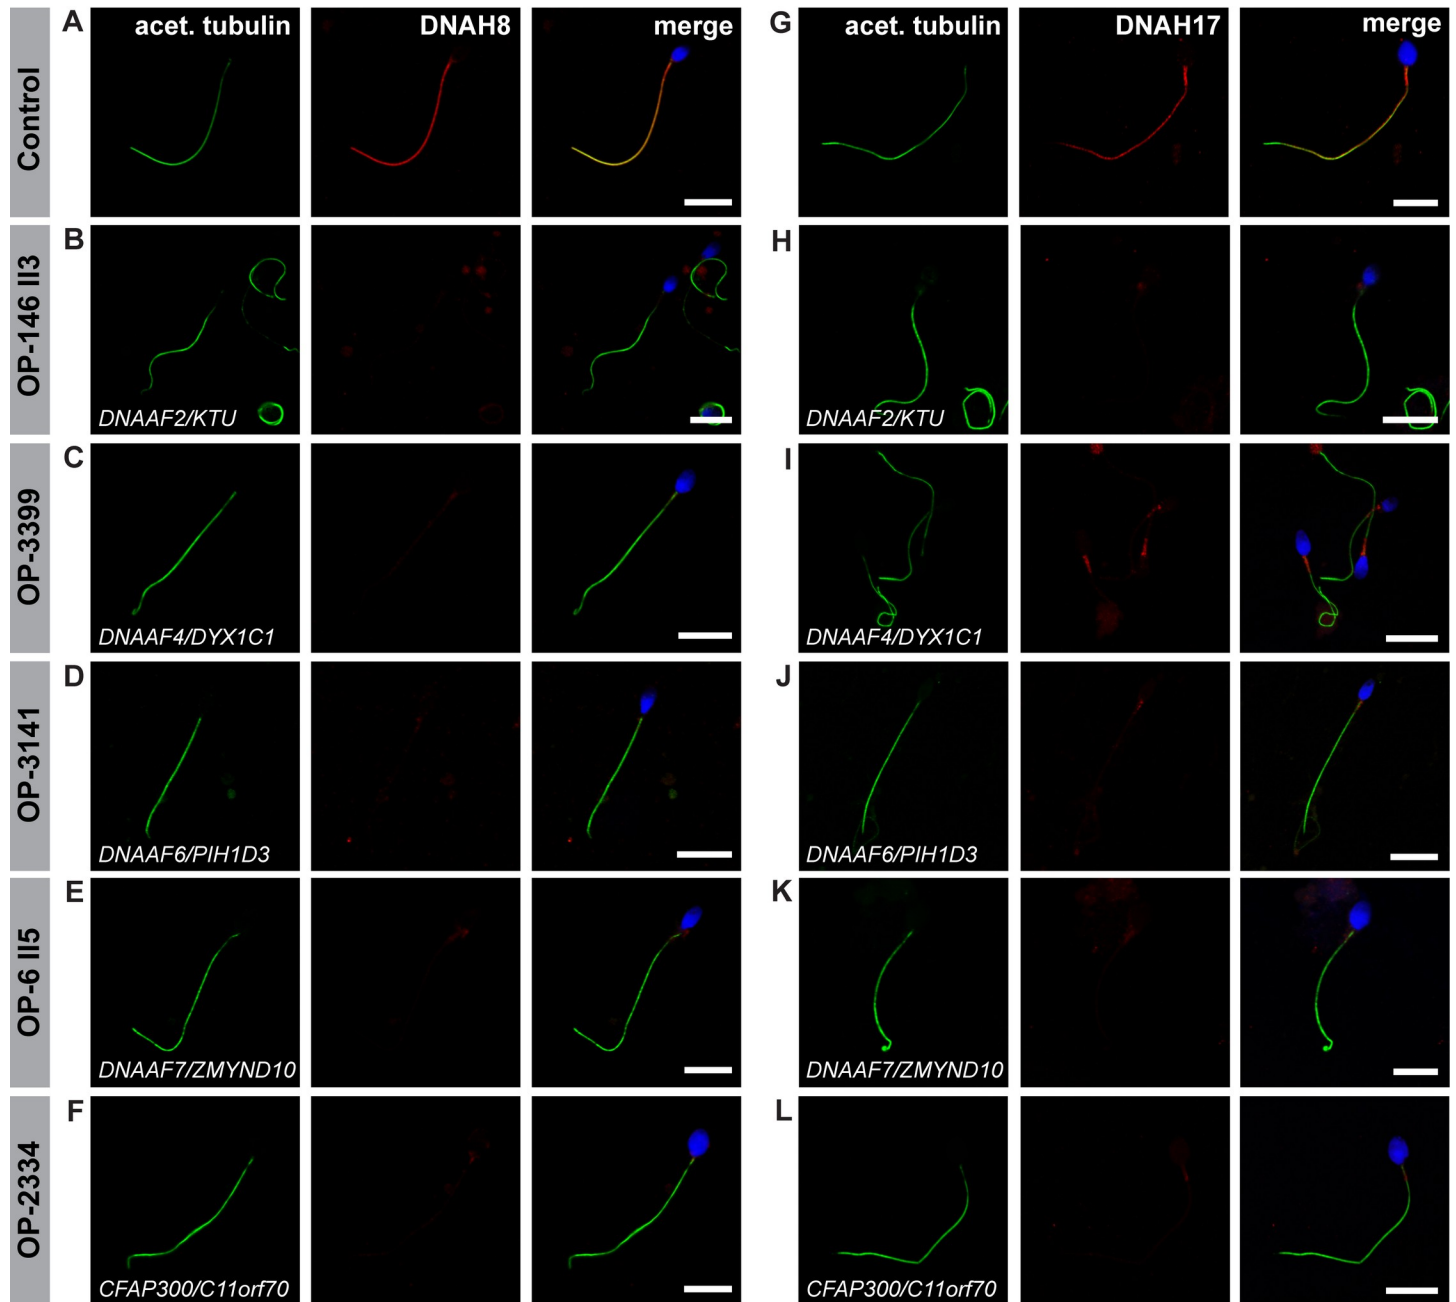 A acet. tubulin DNAH8 merge
G acet. tubulin DNAH17 merge
Control
B
H
OP-146 II3
DNAAF2/KTU
DNAAF2/KTU
C
I
OP-3399
DNAAF4/DYX1C1
DNAAF4/DYX1C1
D
J
OP-3141
DNAAF6/PIH1D3
DNAAF6/PIH1D3
E
K
OP-6 II5
DNAAF7/ZMYND10
DNAAF7/ZMYND10
F
L
OP-2334
CFAP300/C11orf70
CFAP300/C11orf70